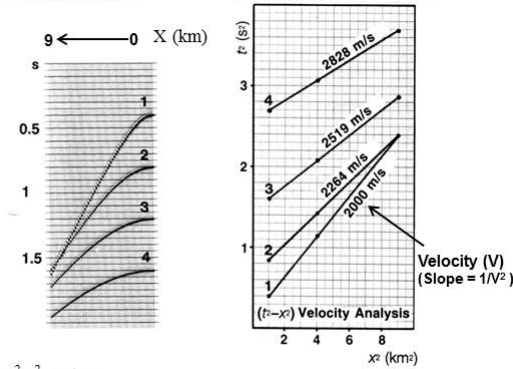 9 0 X (km)
s
0.5
1
1.5
1
2
3
4
t² (s²)
3
2
1
4
2828 m/s
3
2519 m/s
2
2264 m/s
1
2000 m/s
Velocity (V)
(Slope = 1/V²)
(t²–x²) Velocity Analysis
2 4 6 8
x² (km²)